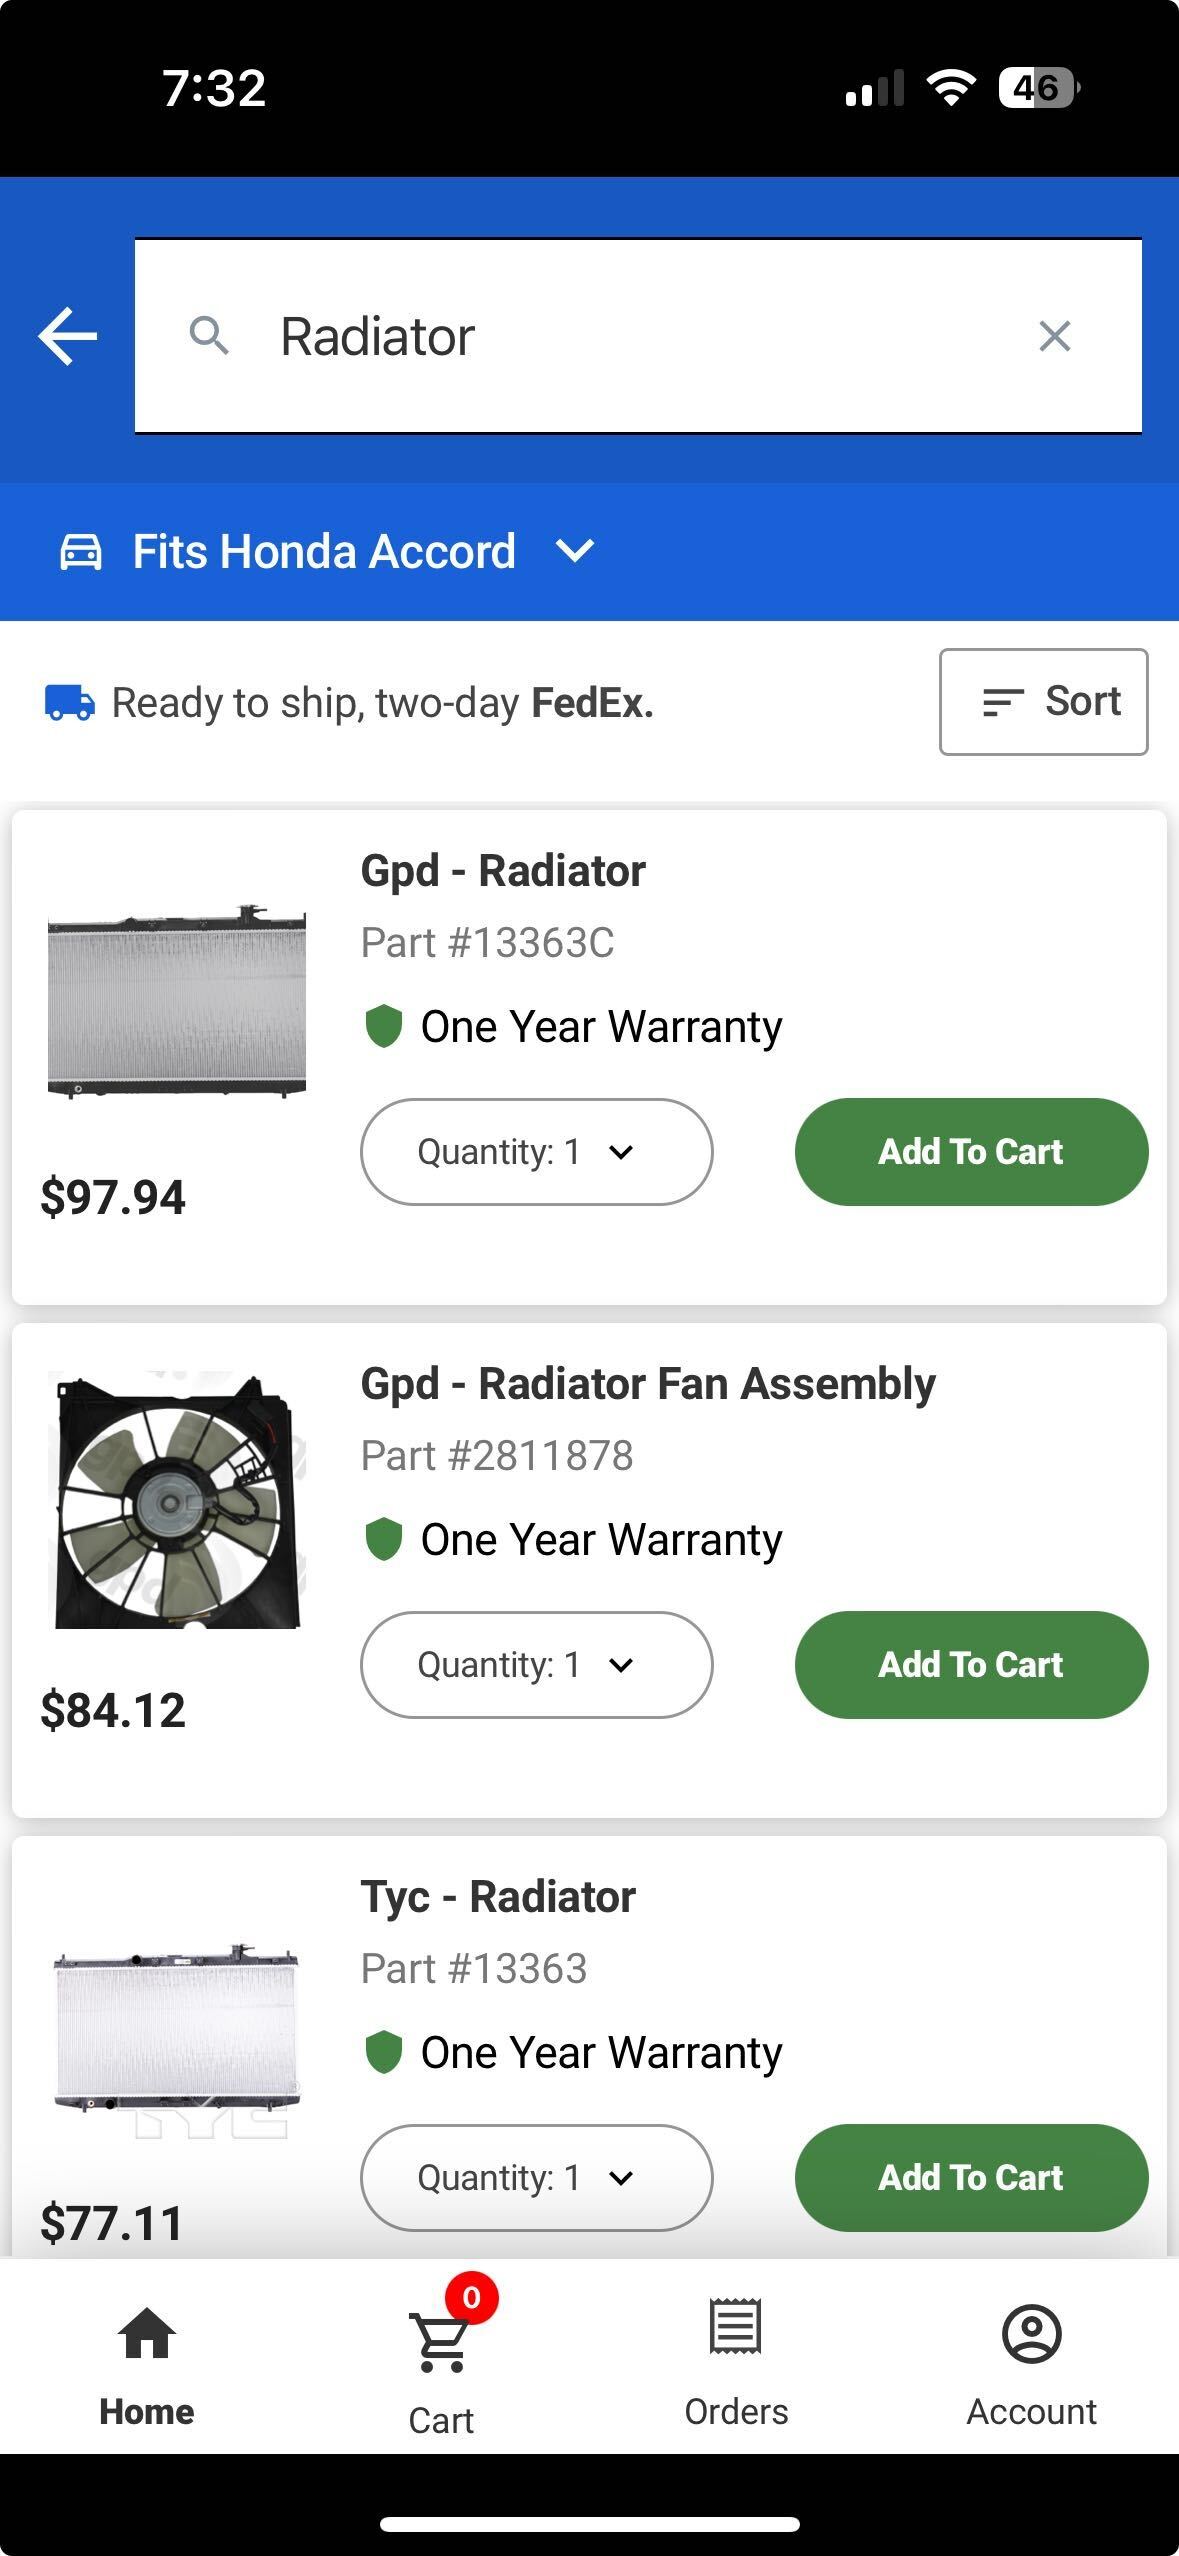 7:32
46
Radiator
Fits Honda Accord
Ready to ship, two-day FedEx.
Sort
Gpd - Radiator
Part #13363C
One Year Warranty
Quantity: 1
Add To Cart
$97.94
Gpd - Radiator Fan Assembly
Part #2811878
One Year Warranty
Quantity: 1
Add To Cart
$84.12
Tyc - Radiator
Part #13363
One Year Warranty
TYC
Quantity: 1
Add To Cart
$77.11
0
Home
Cart
Orders
Account